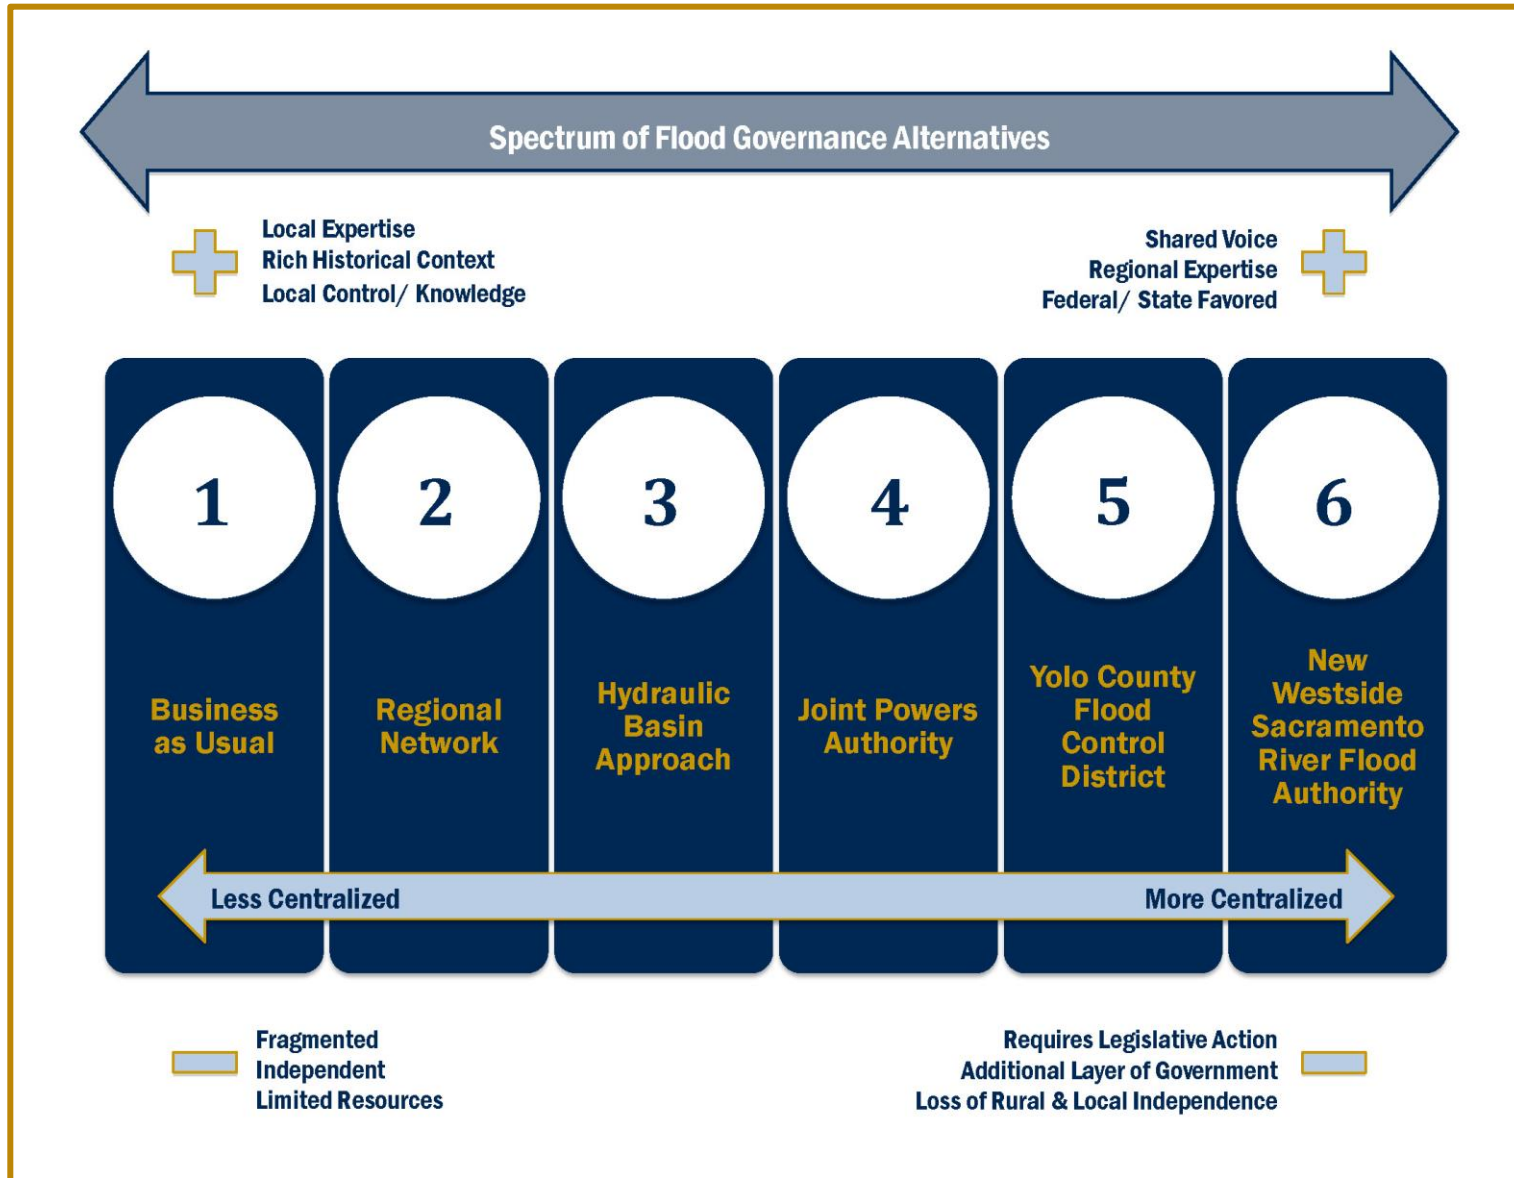 Spectrum of Flood Governance Alternatives
Local Expertise
Rich Historical Context
Local Control/ Knowledge
Shared Voice
Regional Expertise
Federal/ State Favored
1
Business
as Usual
2
Regional
Network
3
Hydraulic
Basin
Approach
4
Joint Powers
Authority
5
Yolo County
Flood
Control
District
6
New
Westside
Sacramento
River Flood
Authority
Less Centralized
More Centralized
Fragmented
Independent
Limited Resources
Requires Legislative Action
Additional Layer of Government
Loss of Rural & Local Independence